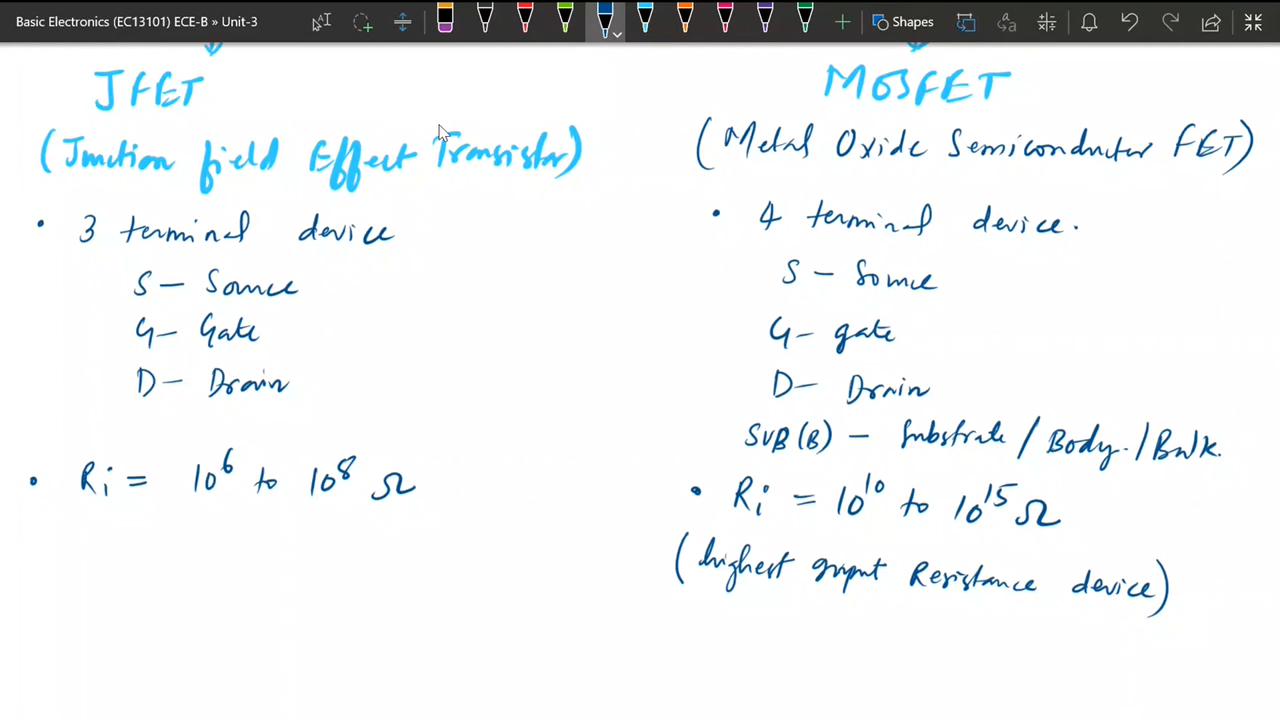 Basic Electronics (EC13101) ECE-B » Unit-3
Shapes
JFET
(Junction field Effect Transistor)
• 3 terminal device
S – Source
G – Gate
D – Drain
• Ri = 10^6 to 10^8 Ω
MOSFET
(Metal Oxide Semiconductor FET)
• 4 terminal device.
S – Source
G – gate
D – Drain
SUB(B) – Substrate / Body / Bulk.
• Ri = 10^10 to 10^15 Ω
(highest input Resistance device)